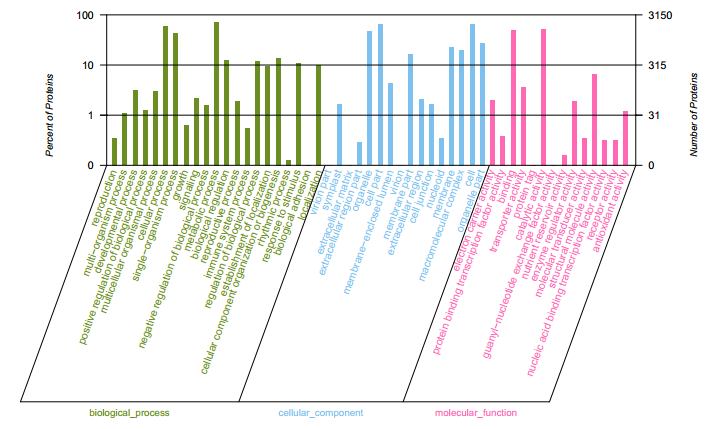 100
10
1
0
Percent of Proteins
3150
315
31
0
Number of Proteins
reproduction
multi−organism process
developmental process
positive regulation of biological process
multicellular organismal process
cellular process
single−organism process
growth
signaling
negative regulation of biological process
metabolic process
biological regulation
reproductive process
immune system process
regulation of biological process
establishment of localization
cellular component organization or biogenesis
rhythmic process
response to stimulus
biological adhesion
localization
virion part
symplast
extracellular matrix
extracellular region part
organelle
cell part
membrane−enclosed lumen
virion
membrane part
extracellular region
cell junction
nucleoid
membrane
macromolecular complex
cell
organelle part
electron carrier activity
protein binding transcription factor activity
binding
transporter activity
protein tag
catalytic activity
guanyl−nucleotide exchange factor activity
nutrient reservoir activity
enzyme regulator activity
molecular transducer activity
structural molecule activity
receptor activity
nucleic acid binding transcription factor activity
antioxidant activity
biological_process
cellular_component
molecular_function